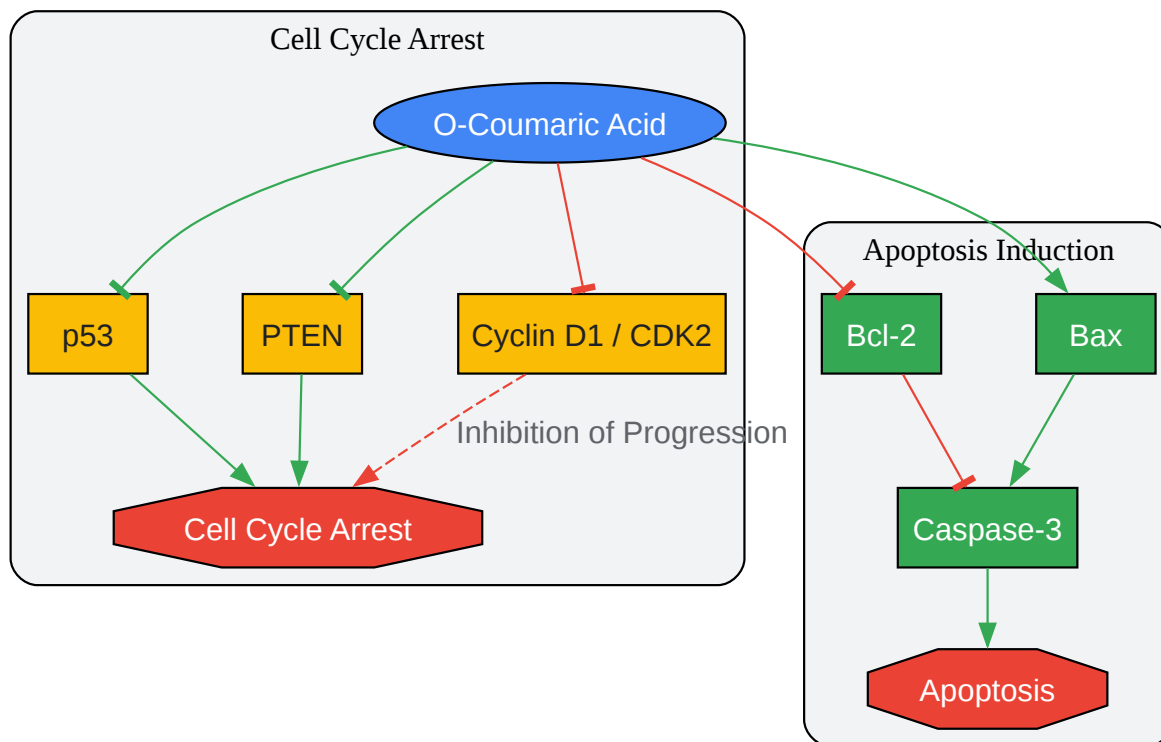 Cell Cycle Arrest
O-Coumaric Acid
Apoptosis Induction
p53
PTEN
Cyclin D1 / CDK2
Bcl-2
Bax
Inhibition of Progression
Cell Cycle Arrest
Caspase-3
Apoptosis